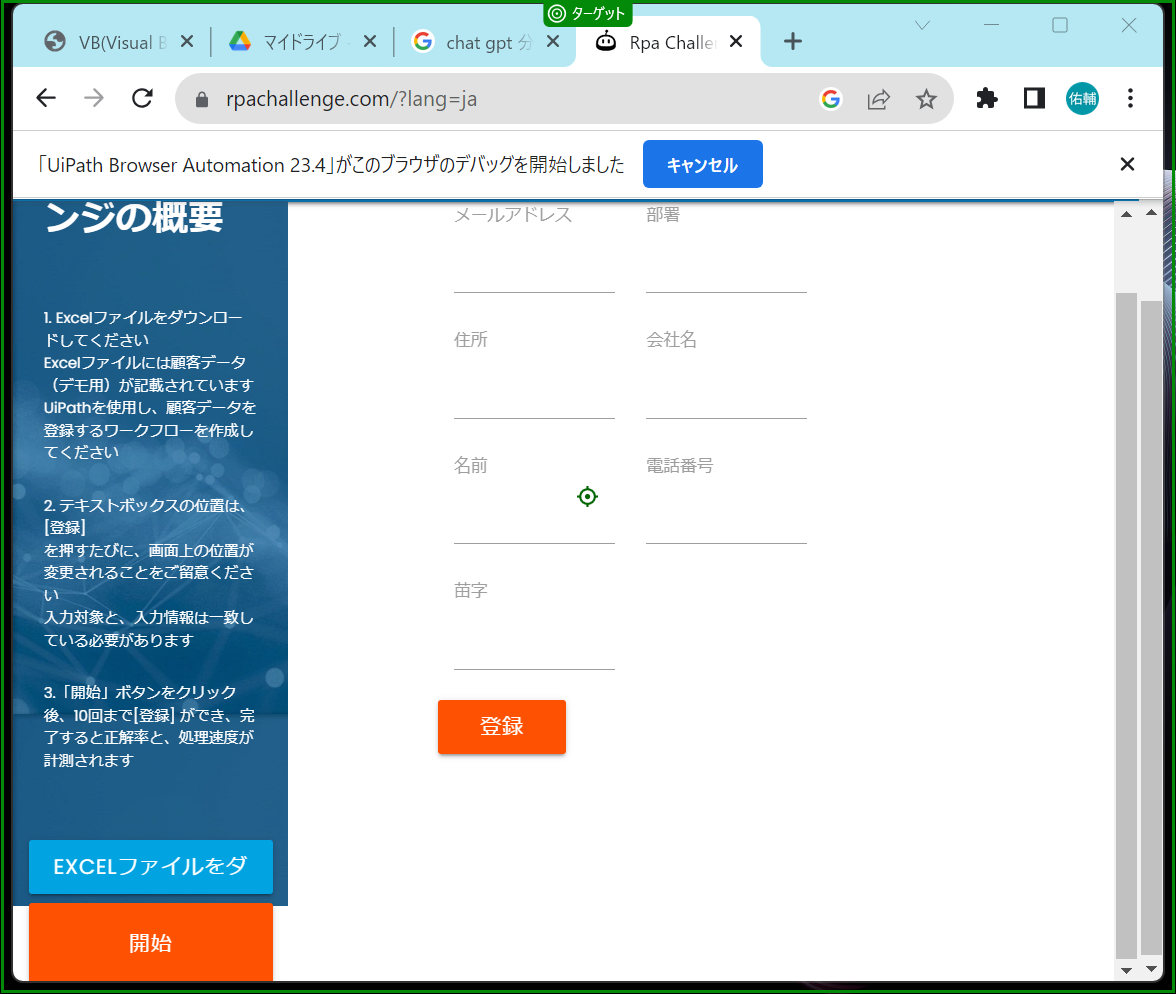 ターゲット
VB(Visual B
マイドライブ -
chat gpt 分
Rpa Challe
rpachallenge.com/?lang=ja
佑輔
「UiPath Browser Automation 23.4」がこのブラウザのデバッグを開始しました
キャンセル
ンジの概要
1. Excelファイルをダウンロー
ドしてください
Excelファイルには顧客データ
（デモ用）が記載されています
UiPathを使用し、顧客データを
登録するワークフローを作成し
てください
2. テキストボックスの位置は、
[登録]
を押すたびに、画面上の位置が
変更されることをご留意くださ
い
入力対象と、入力情報は一致し
ている必要があります
3.「開始」ボタンをクリック
後、10回まで[登録] ができ、完
了すると正解率と、処理速度が
計測されます
EXCELファイルをダ
開始
メールアドレス
部署
住所
会社名
名前
電話番号
苗字
登録